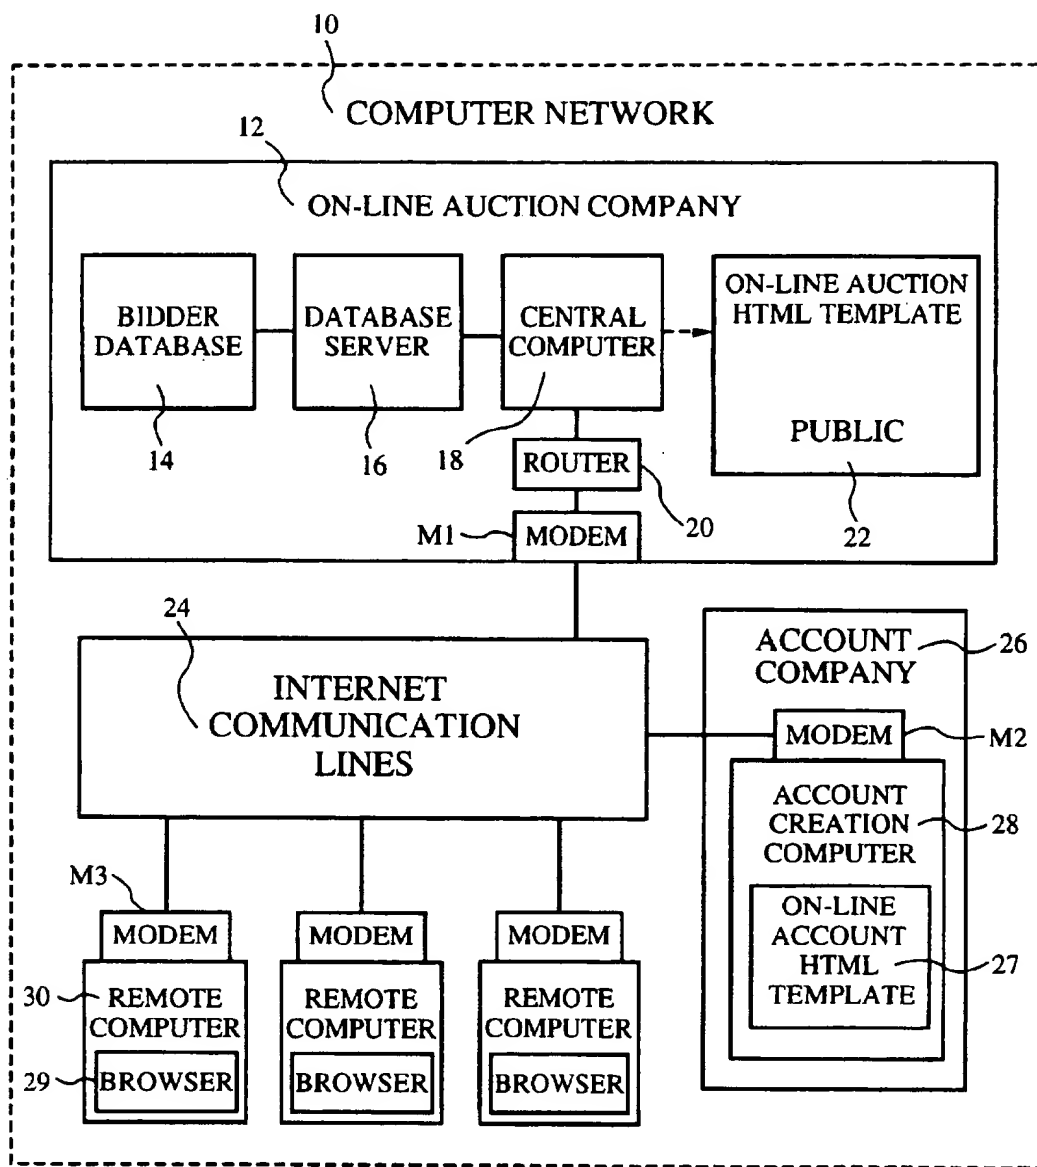 10
COMPUTER NETWORK
12
ON-LINE AUCTION COMPANY
BIDDER
DATABASE
14
DATABASE
SERVER
16
CENTRAL
COMPUTER
18
ON-LINE AUCTION
HTML TEMPLATE
PUBLIC
22
ROUTER
20
M1
MODEM
24
INTERNET
COMMUNICATION
LINES
ACCOUNT
COMPANY
26
MODEM
M2
ACCOUNT
CREATION
COMPUTER
28
ON-LINE
ACCOUNT
HTML
TEMPLATE
27
M3
MODEM
MODEM
MODEM
30
REMOTE
COMPUTER
REMOTE
COMPUTER
REMOTE
COMPUTER
29
BROWSER
BROWSER
BROWSER